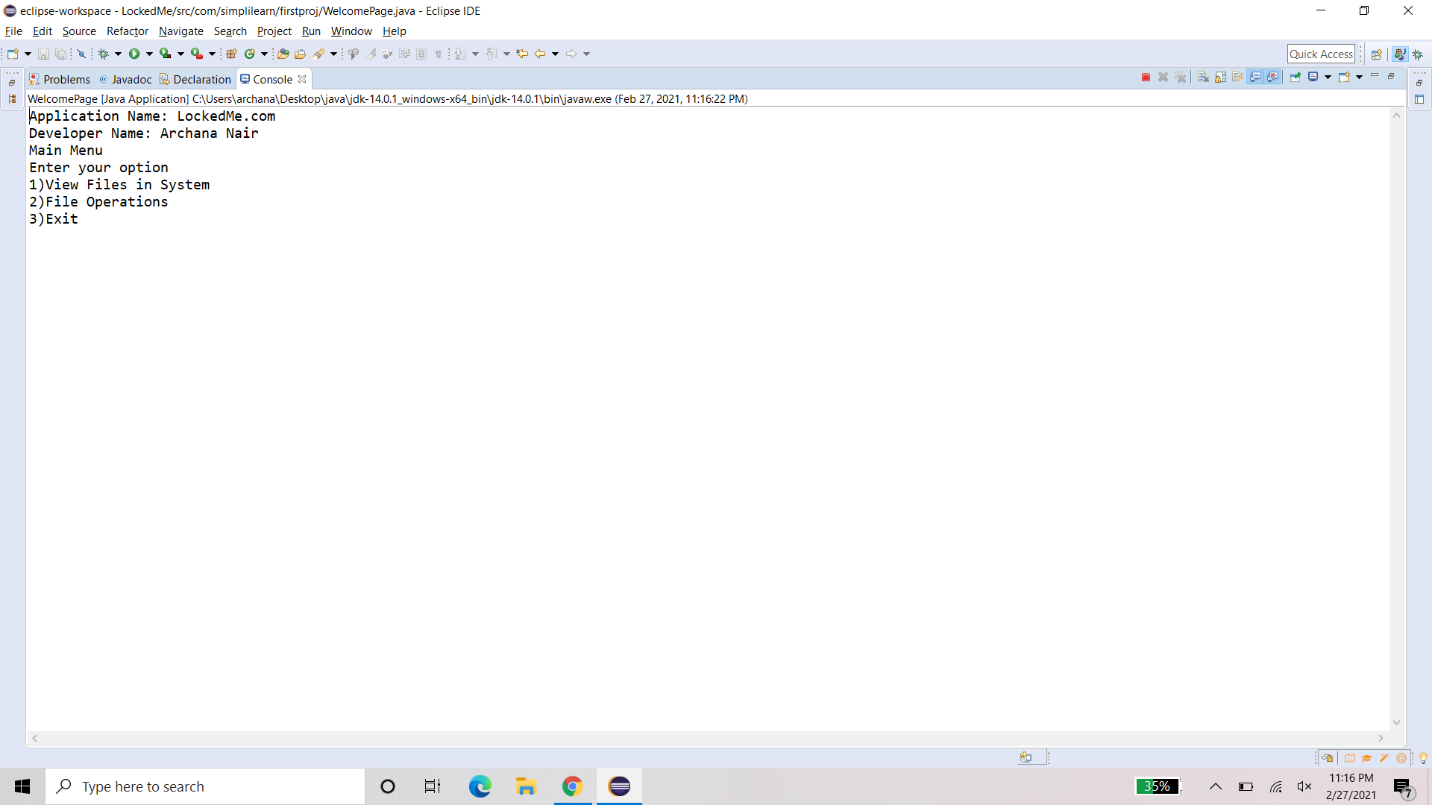 eclipse-workspace - LockedMe/src/com/simplilearn/firstproj/WelcomePage.java - Eclipse IDE
File Edit Source Refactor Navigate Search Project Run Window Help
Quick Access
Problems Javadoc Declaration Console
WelcomePage [Java Application] C:\Users\archana\Desktop\java\jdk-14.0.1_windows-x64_bin\jdk-14.0.1\bin\javaw.exe (Feb 27, 2021, 11:16:22 PM)
Application Name: LockedMe.com
Developer Name: Archana Nair
Main Menu
Enter your option
1)View Files in System
2)File Operations
3)Exit
Type here to search
35%
11:16 PM
2/27/2021
7